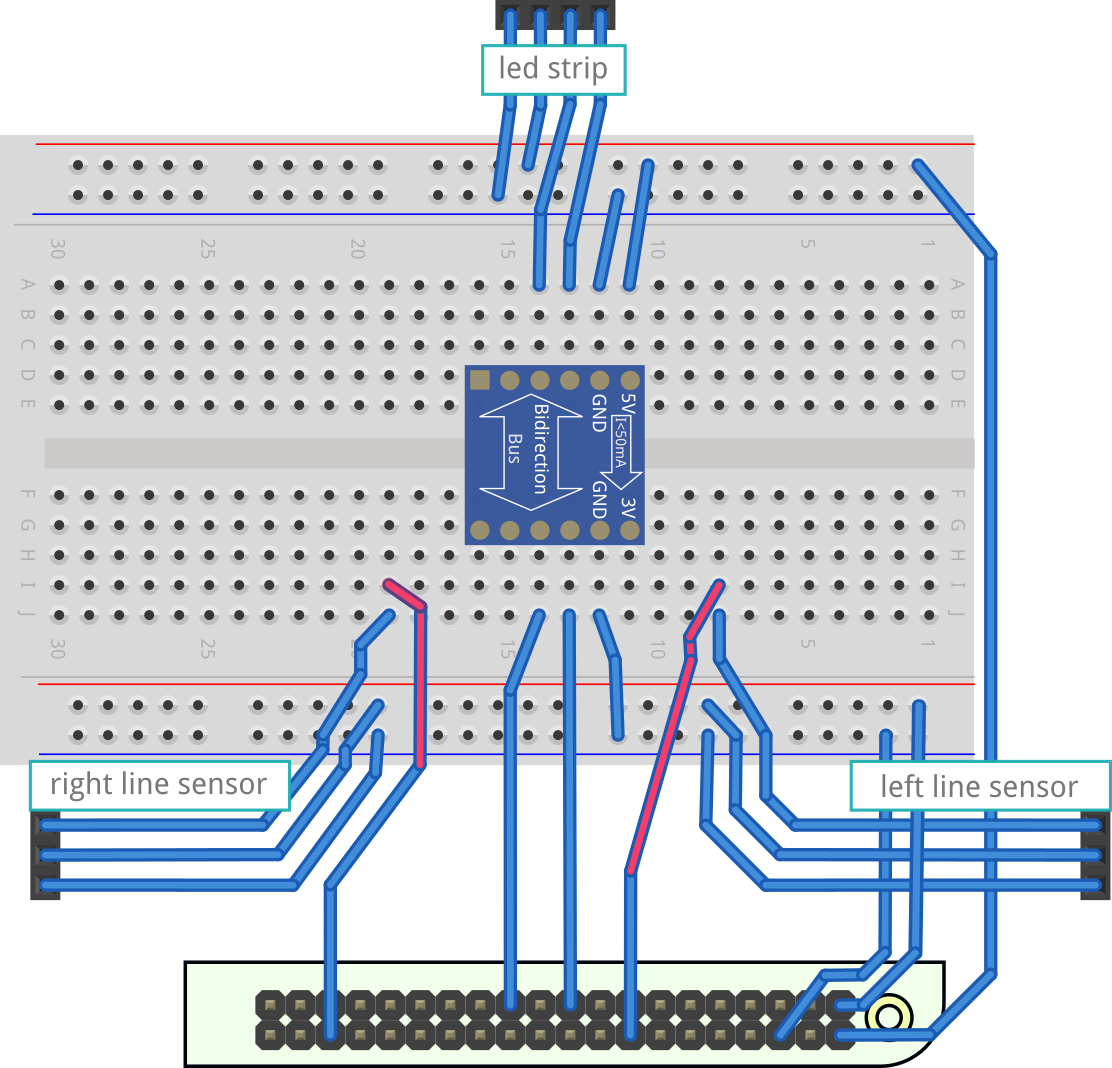 led strip
30 25 20 15 10 5 1
A A
B B
C C
D D
E E
5V
GND
I<50mA
Bidirection
Bus
3V
GND
F F
G G
H H
I I
J J
30 25 15 10 5 1
right line sensor
left line sensor